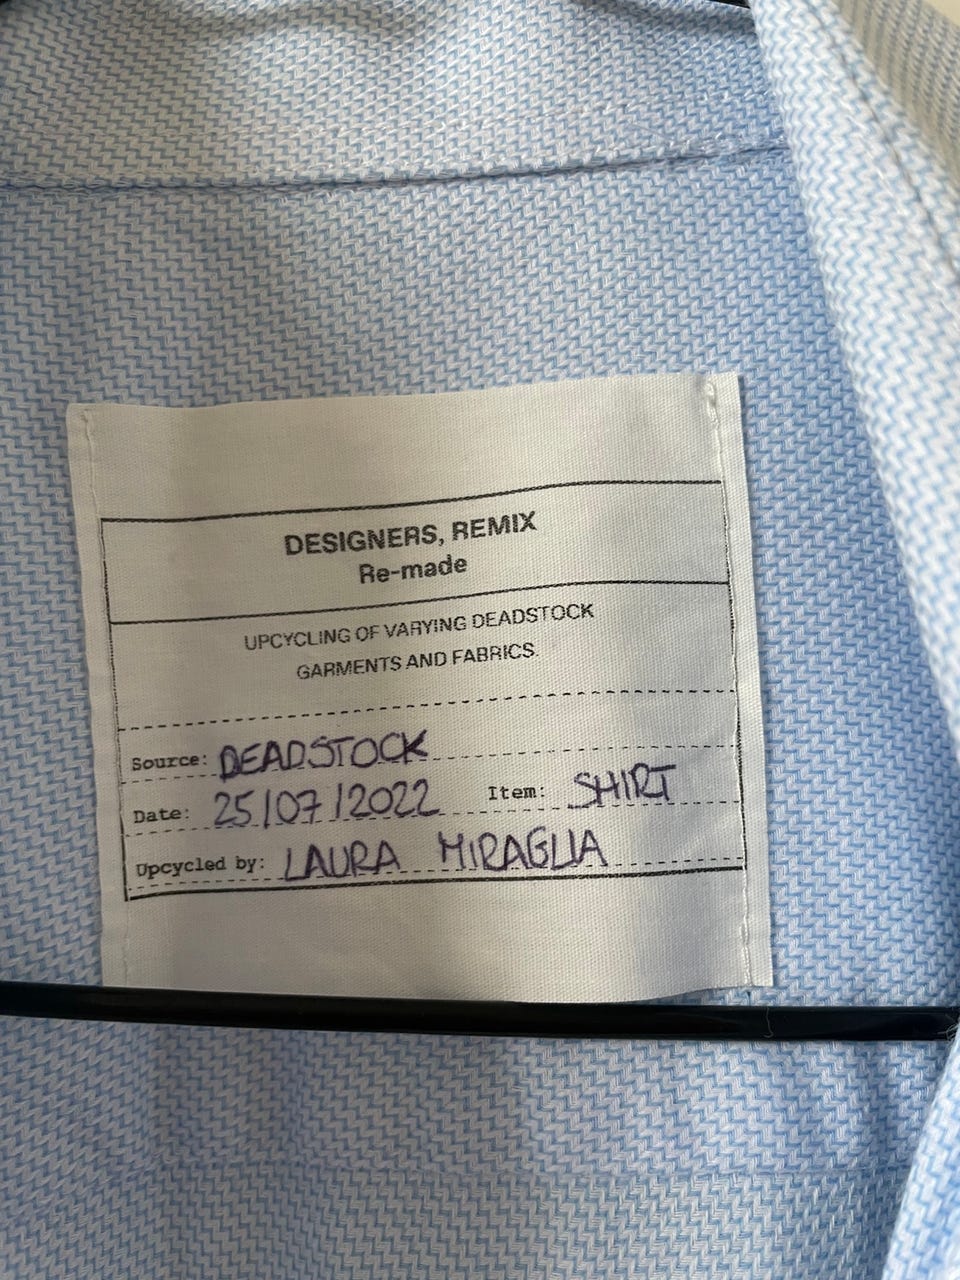 DESIGNERS, REMIX
Re-made
UPCYCLING OF VARYING DEADSTOCK
GARMENTS AND FABRICS.
Source: DEADSTOCK
Date: 25/07/2022 Item: SHIRT
Upcycled by: LAURA MIRAGLIA